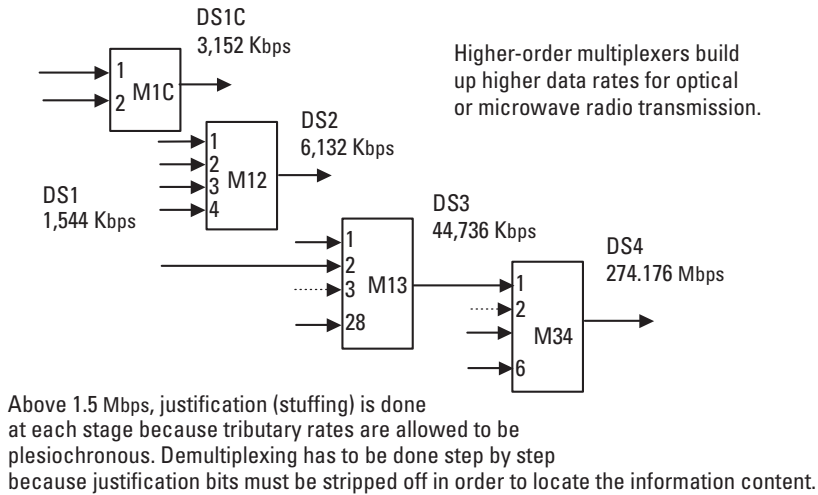 DS1C
3,152 Kbps
Higher-order multiplexers build
up higher data rates for optical
or microwave radio transmission.
1
2
M1C
DS2
6,132 Kbps
1
2
3
4
M12
DS1
1,544 Kbps
DS3
44,736 Kbps
1
2
3
28
M13
DS4
274.176 Mbps
1
2
6
M34
Above 1.5 Mbps, justification (stuffing) is done
at each stage because tributary rates are allowed to be
plesiochronous. Demultiplexing has to be done step by step
because justification bits must be stripped off in order to locate the information content.